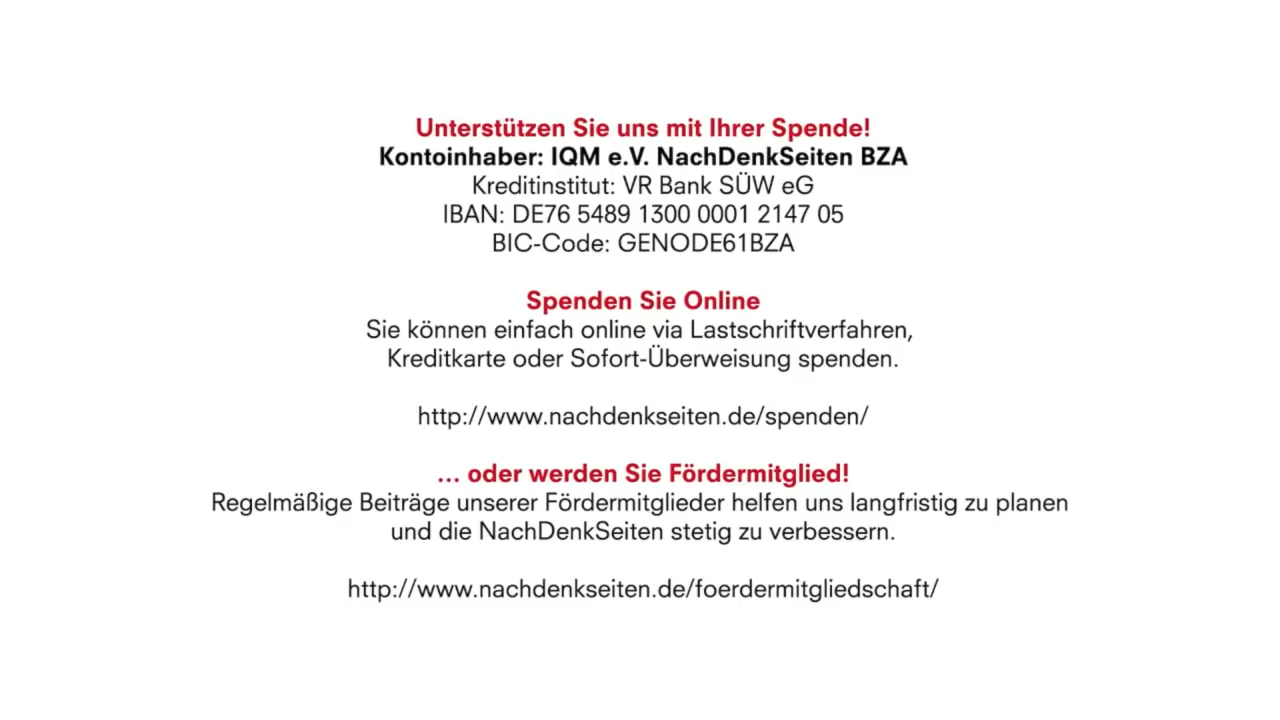 Unterstützen Sie uns mit Ihrer Spende!
Kontoinhaber: IQM e.V. NachDenkSeiten BZA
Kreditinstitut: VR Bank SÜW eG
IBAN: DE76 5489 1300 0001 2147 05
BIC-Code: GENODE61BZA
Spenden Sie Online
Sie können einfach online via Lastschriftverfahren,
Kreditkarte oder Sofort-Überweisung spenden.
http://www.nachdenkseiten.de/spenden/
... oder werden Sie Fördermitglied!
Regelmäßige Beiträge unserer Fördermitglieder helfen uns langfristig zu planen
und die NachDenkSeiten stetig zu verbessern.
http://www.nachdenkseiten.de/foerdermitgliedschaft/